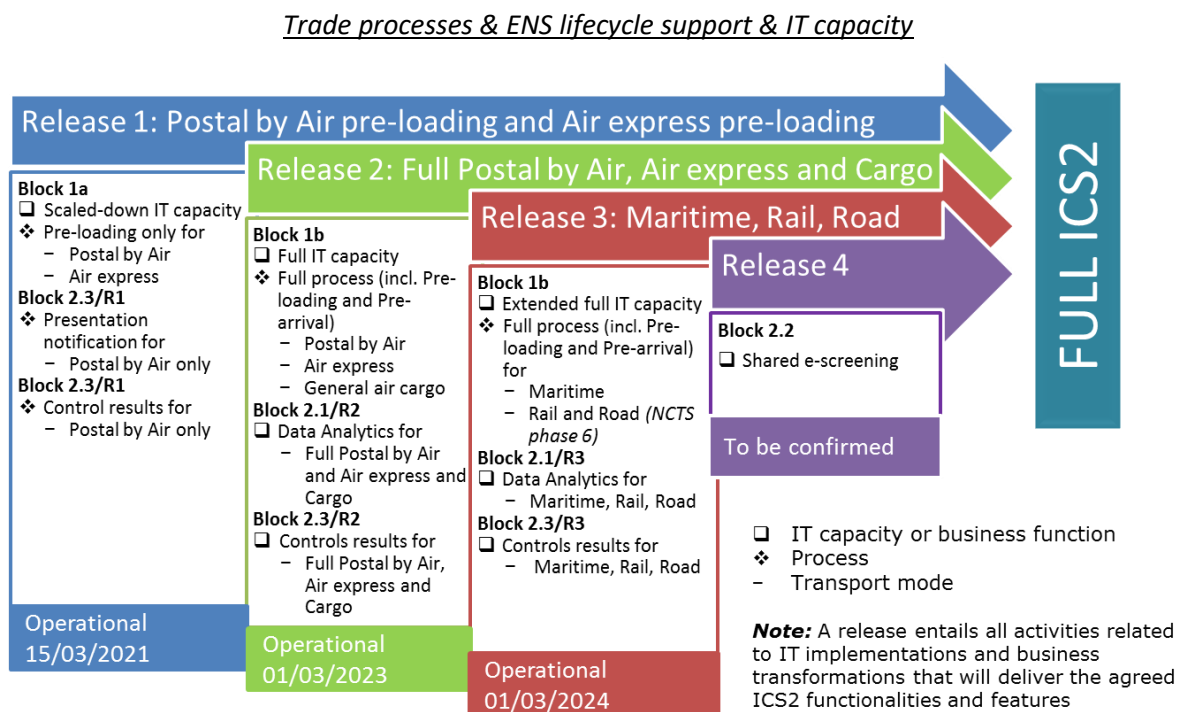 Trade processes & ENS lifecycle support & IT capacity
Release 1: Postal by Air pre-loading and Air express pre-loading
Release 2: Full Postal by Air, Air express and Cargo
Release 3: Maritime, Rail, Road
Release 4
FULL ICS2
Block 1a
❑ Scaled-down IT capacity
❖ Pre-loading only for
− Postal by Air
− Air express
Block 2.3/R1
❖ Presentation
notification for
− Postal by Air only
Block 2.3/R1
❖ Control results for
− Postal by Air only
Operational
15/03/2021
Block 1b
❑ Full IT capacity
❖ Full process (incl. Pre-
loading and Pre-
arrival)
− Postal by Air
− Air express
− General air cargo
Block 2.1/R2
❑ Data Analytics for
− Full Postal by Air
and Air express and
Cargo
Block 2.3/R2
❑ Controls results for
− Full Postal by Air,
Air express and
Cargo
Operational
01/03/2023
Block 1b
❑ Extended full IT capacity
❖ Full process (incl. Pre-
loading and Pre-arrival)
for
− Maritime
− Rail and Road (NCTS
phase 6)
Block 2.1/R3
❑ Data Analytics for
− Maritime, Rail, Road
Block 2.3/R3
❑ Controls results for
− Maritime, Rail, Road
Operational
01/03/2024
Block 2.2
❑ Shared e-screening
To be confirmed
❑ IT capacity or business function
❖ Process
− Transport mode
Note: A release entails all activities related
to IT implementations and business
transformations that will deliver the agreed
ICS2 functionalities and features